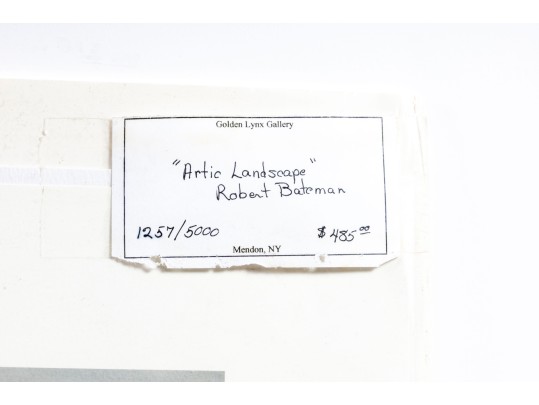 Golden Lynx Gallery
"Artic Landscape"
Robert Bateman
1257/5000
$485.00
Mendon, NY